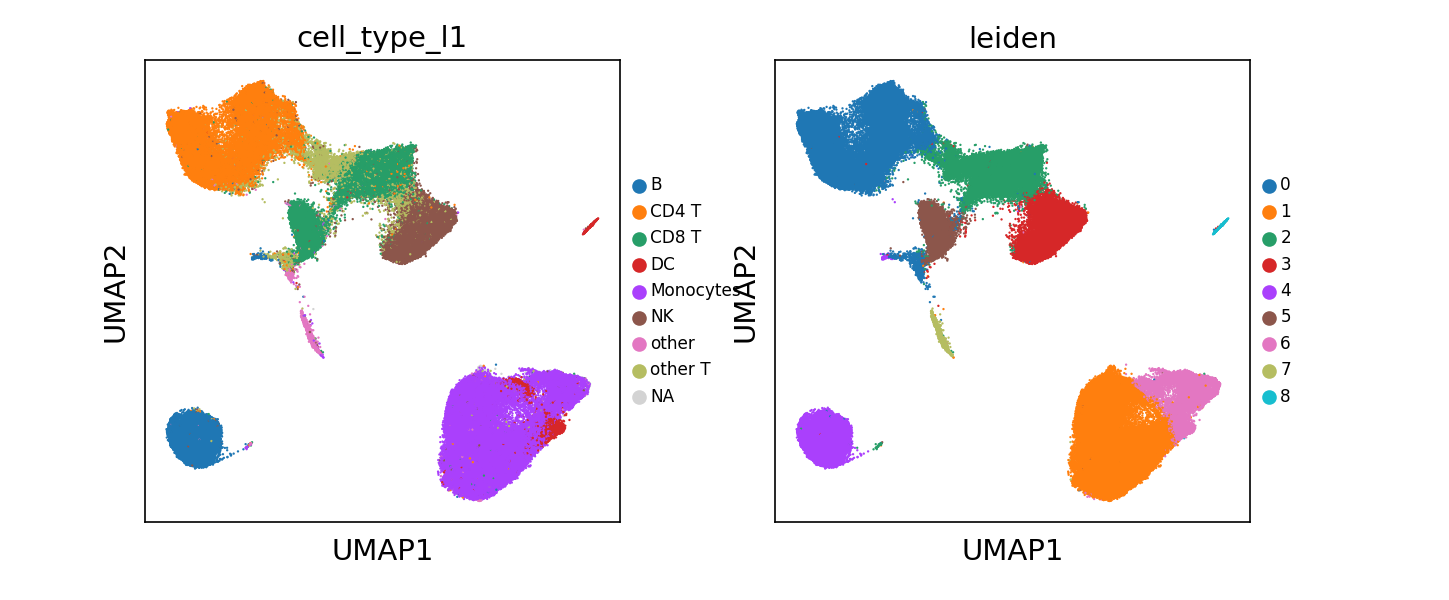 cell_type_l1
UMAP2
UMAP1
B
CD4 T
CD8 T
DC
Monocytes
NK
other
other T
NA
leiden
UMAP2
UMAP1
0
1
2
3
4
5
6
7
8